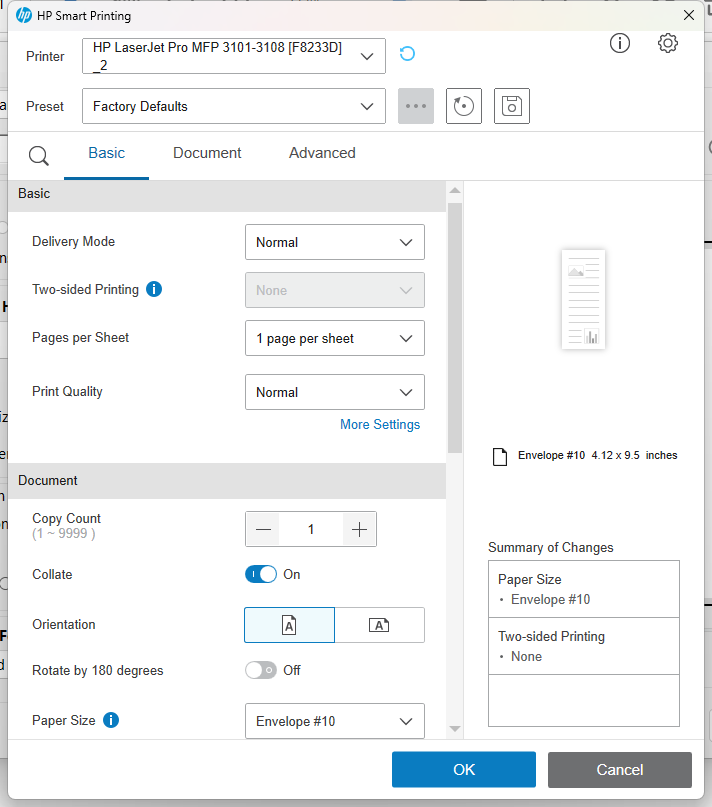 HP Smart Printing
Printer
HP LaserJet Pro MFP 3101-3108 [F8233D]
_2
Preset
Factory Defaults
Basic
Document
Advanced
Basic
Delivery Mode
Normal
Two-sided Printing
None
Pages per Sheet
1 page per sheet
Print Quality
Normal
More Settings
Document
Copy Count
(1 ~ 9999 )
1
Collate
On
Orientation
Rotate by 180 degrees
Off
Paper Size
Envelope #10
Envelope #10 4.12 x 9.5 inches
Summary of Changes
Paper Size
• Envelope #10
Two-sided Printing
• None
OK
Cancel